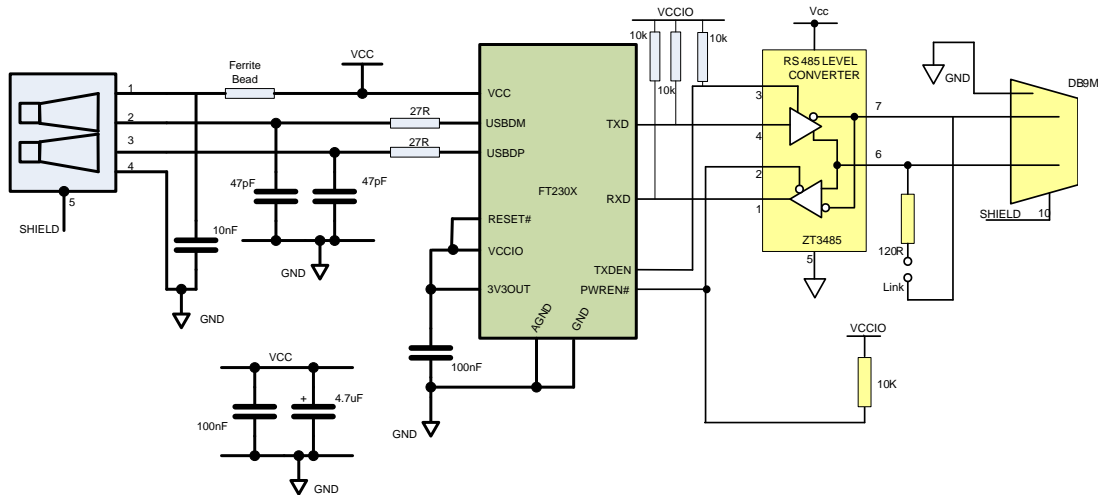 VCCIO
Vcc
10k
10k
10k
RS 485 LEVEL
CONVERTER
GND
DB9M
VCC
Ferrite
Bead
1
2
3
4
5
SHIELD
27R
27R
47pF
47pF
10nF
GND
GND
VCC
USBDM
USBDP
FT230X
RESET#
VCCIO
3V3OUT
AGND
GND
TXD
RXD
TXDEN
PWREN#
3
4
2
1
7
6
ZT3485
5
120R
Link
SHIELD
10
VCCIO
10K
100nF
GND
VCC
100nF
+
4.7uF
GND